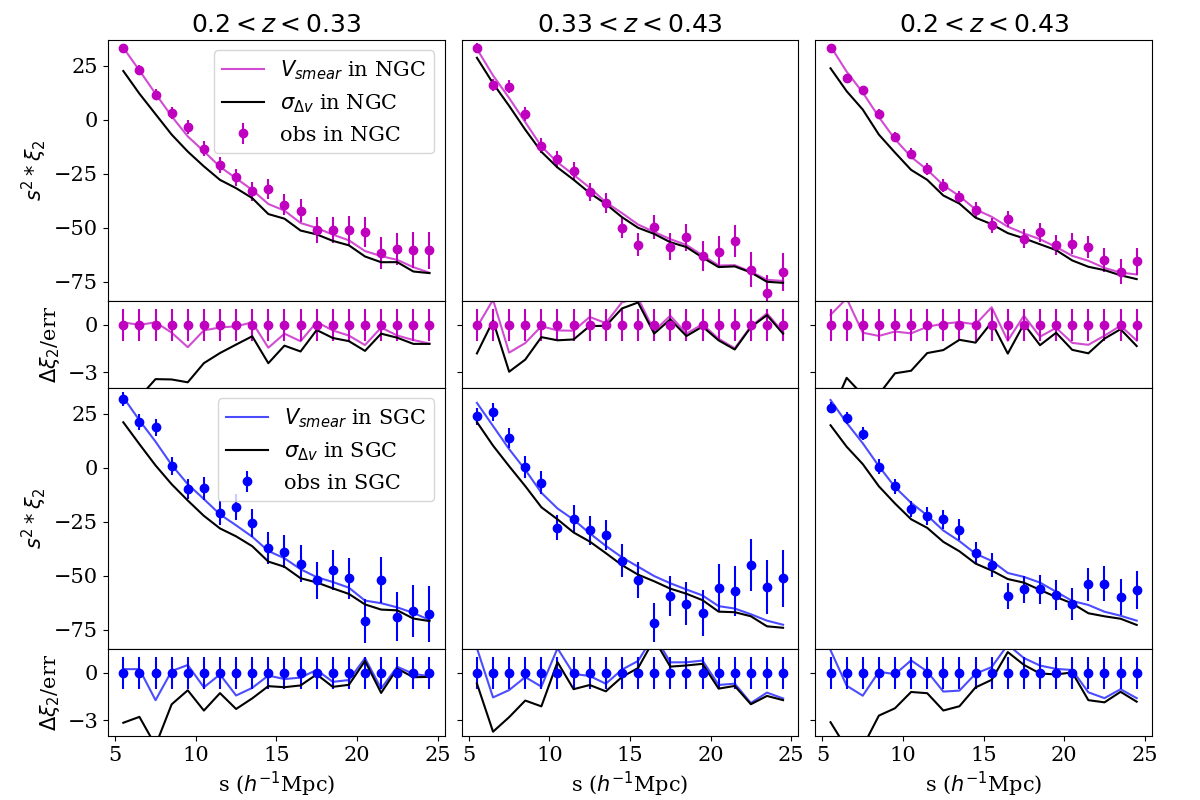 0.2 < z < 0.33
0.33 < z < 0.43
0.2 < z < 0.43
25
0
−25
−50
−75
s² * ξ₂
V_smear in NGC
σ_Δv in NGC
obs in NGC
0
−3
Δξ₂/err
25
0
−25
−50
−75
s² * ξ₂
V_smear in SGC
σ_Δv in SGC
obs in SGC
0
−3
Δξ₂/err
5 10 15 20 25
5 10 15 20 25
5 10 15 20 25
s (h⁻¹Mpc)
s (h⁻¹Mpc)
s (h⁻¹Mpc)